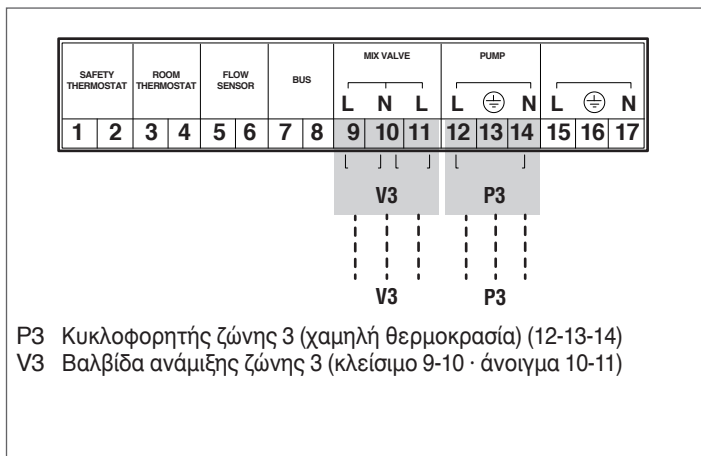 SAFETY THERMOSTAT
ROOM THERMOSTAT
FLOW SENSOR
BUS
MIX VALVE
PUMP
L N L L N L N
1 2 3 4 5 6 7 8 9 10 11 12 13 14 15 16 17
V3 P3
V3 P3
P3 Κυκλοφορητής ζώνης 3 (χαμηλή θερμοκρασία) (12-13-14)
V3 Βαλβίδα ανάμιξης ζώνης 3 (κλείσιμο 9-10 · άνοιγμα 10-11)